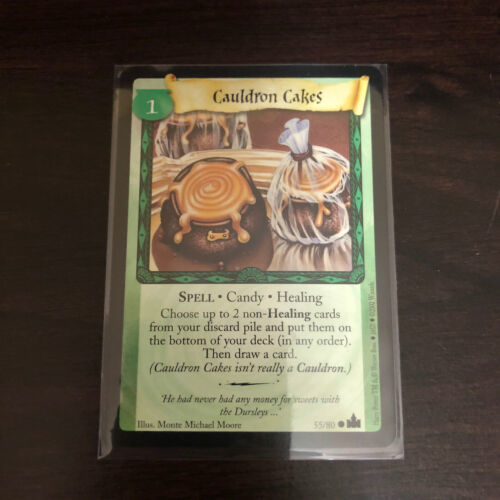 Cauldron Cakes
1
SPELL • Candy • Healing
Choose up to 2 non-Healing cards
from your discard pile and put them on
the bottom of your deck (in any order).
Then draw a card.
(Cauldron Cakes isn't really a Cauldron.)
'He had never had any money for sweets with
the Dursleys ...'
Illus. Monte Michael Moore
55/80